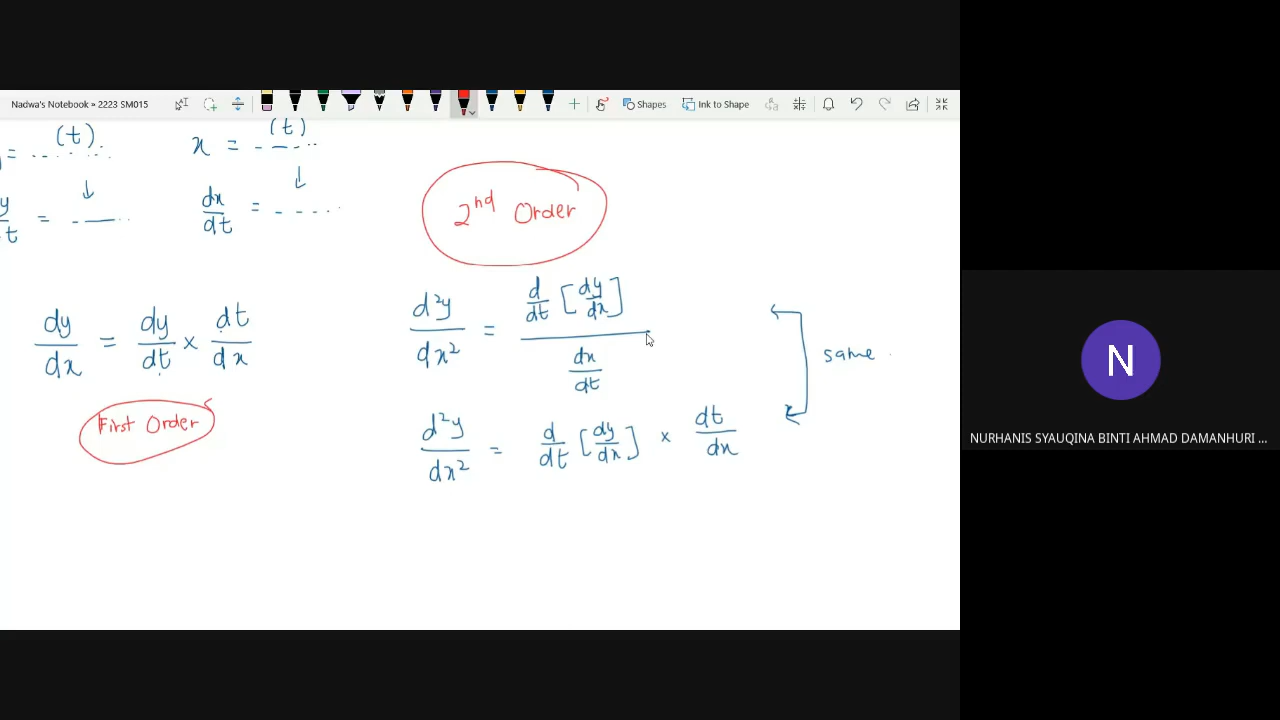 Nadwa's Notebook » 2223 SM015
Shapes
Ink to Shape
= (t)
x = (t)
↓
↓
y/t = ...
dx/dt = ...
2nd Order
dy/dx = dy/dt × dt/dx
First Order
d²y/dx² = d/dt [dy/dx] / dx/dt
same
d²y/dx² = d/dt [dy/dx] × dt/dx
N
NURHANIS SYAUQINA BINTI AHMAD DAMANHURI ...